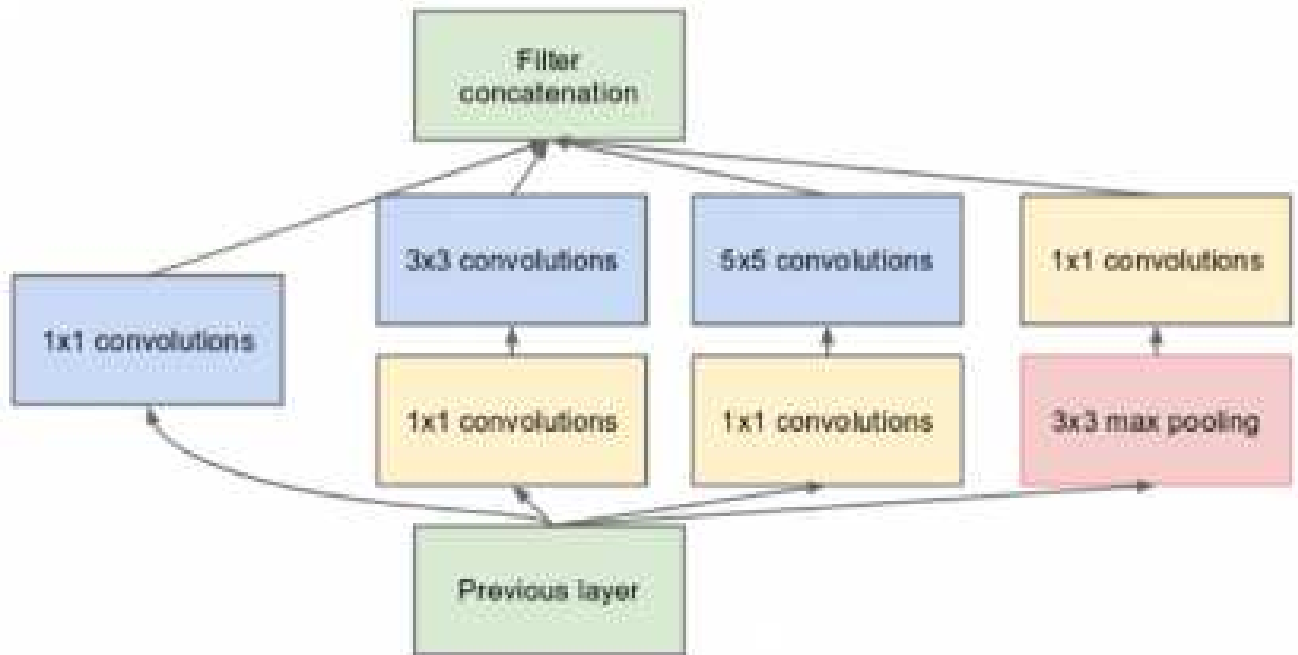 Filter
concatenation
3x3 convolutions
5x5 convolutions
1x1 convolutions
1x1 convolutions
1x1 convolutions
1x1 convolutions
3x3 max pooling
Previous layer